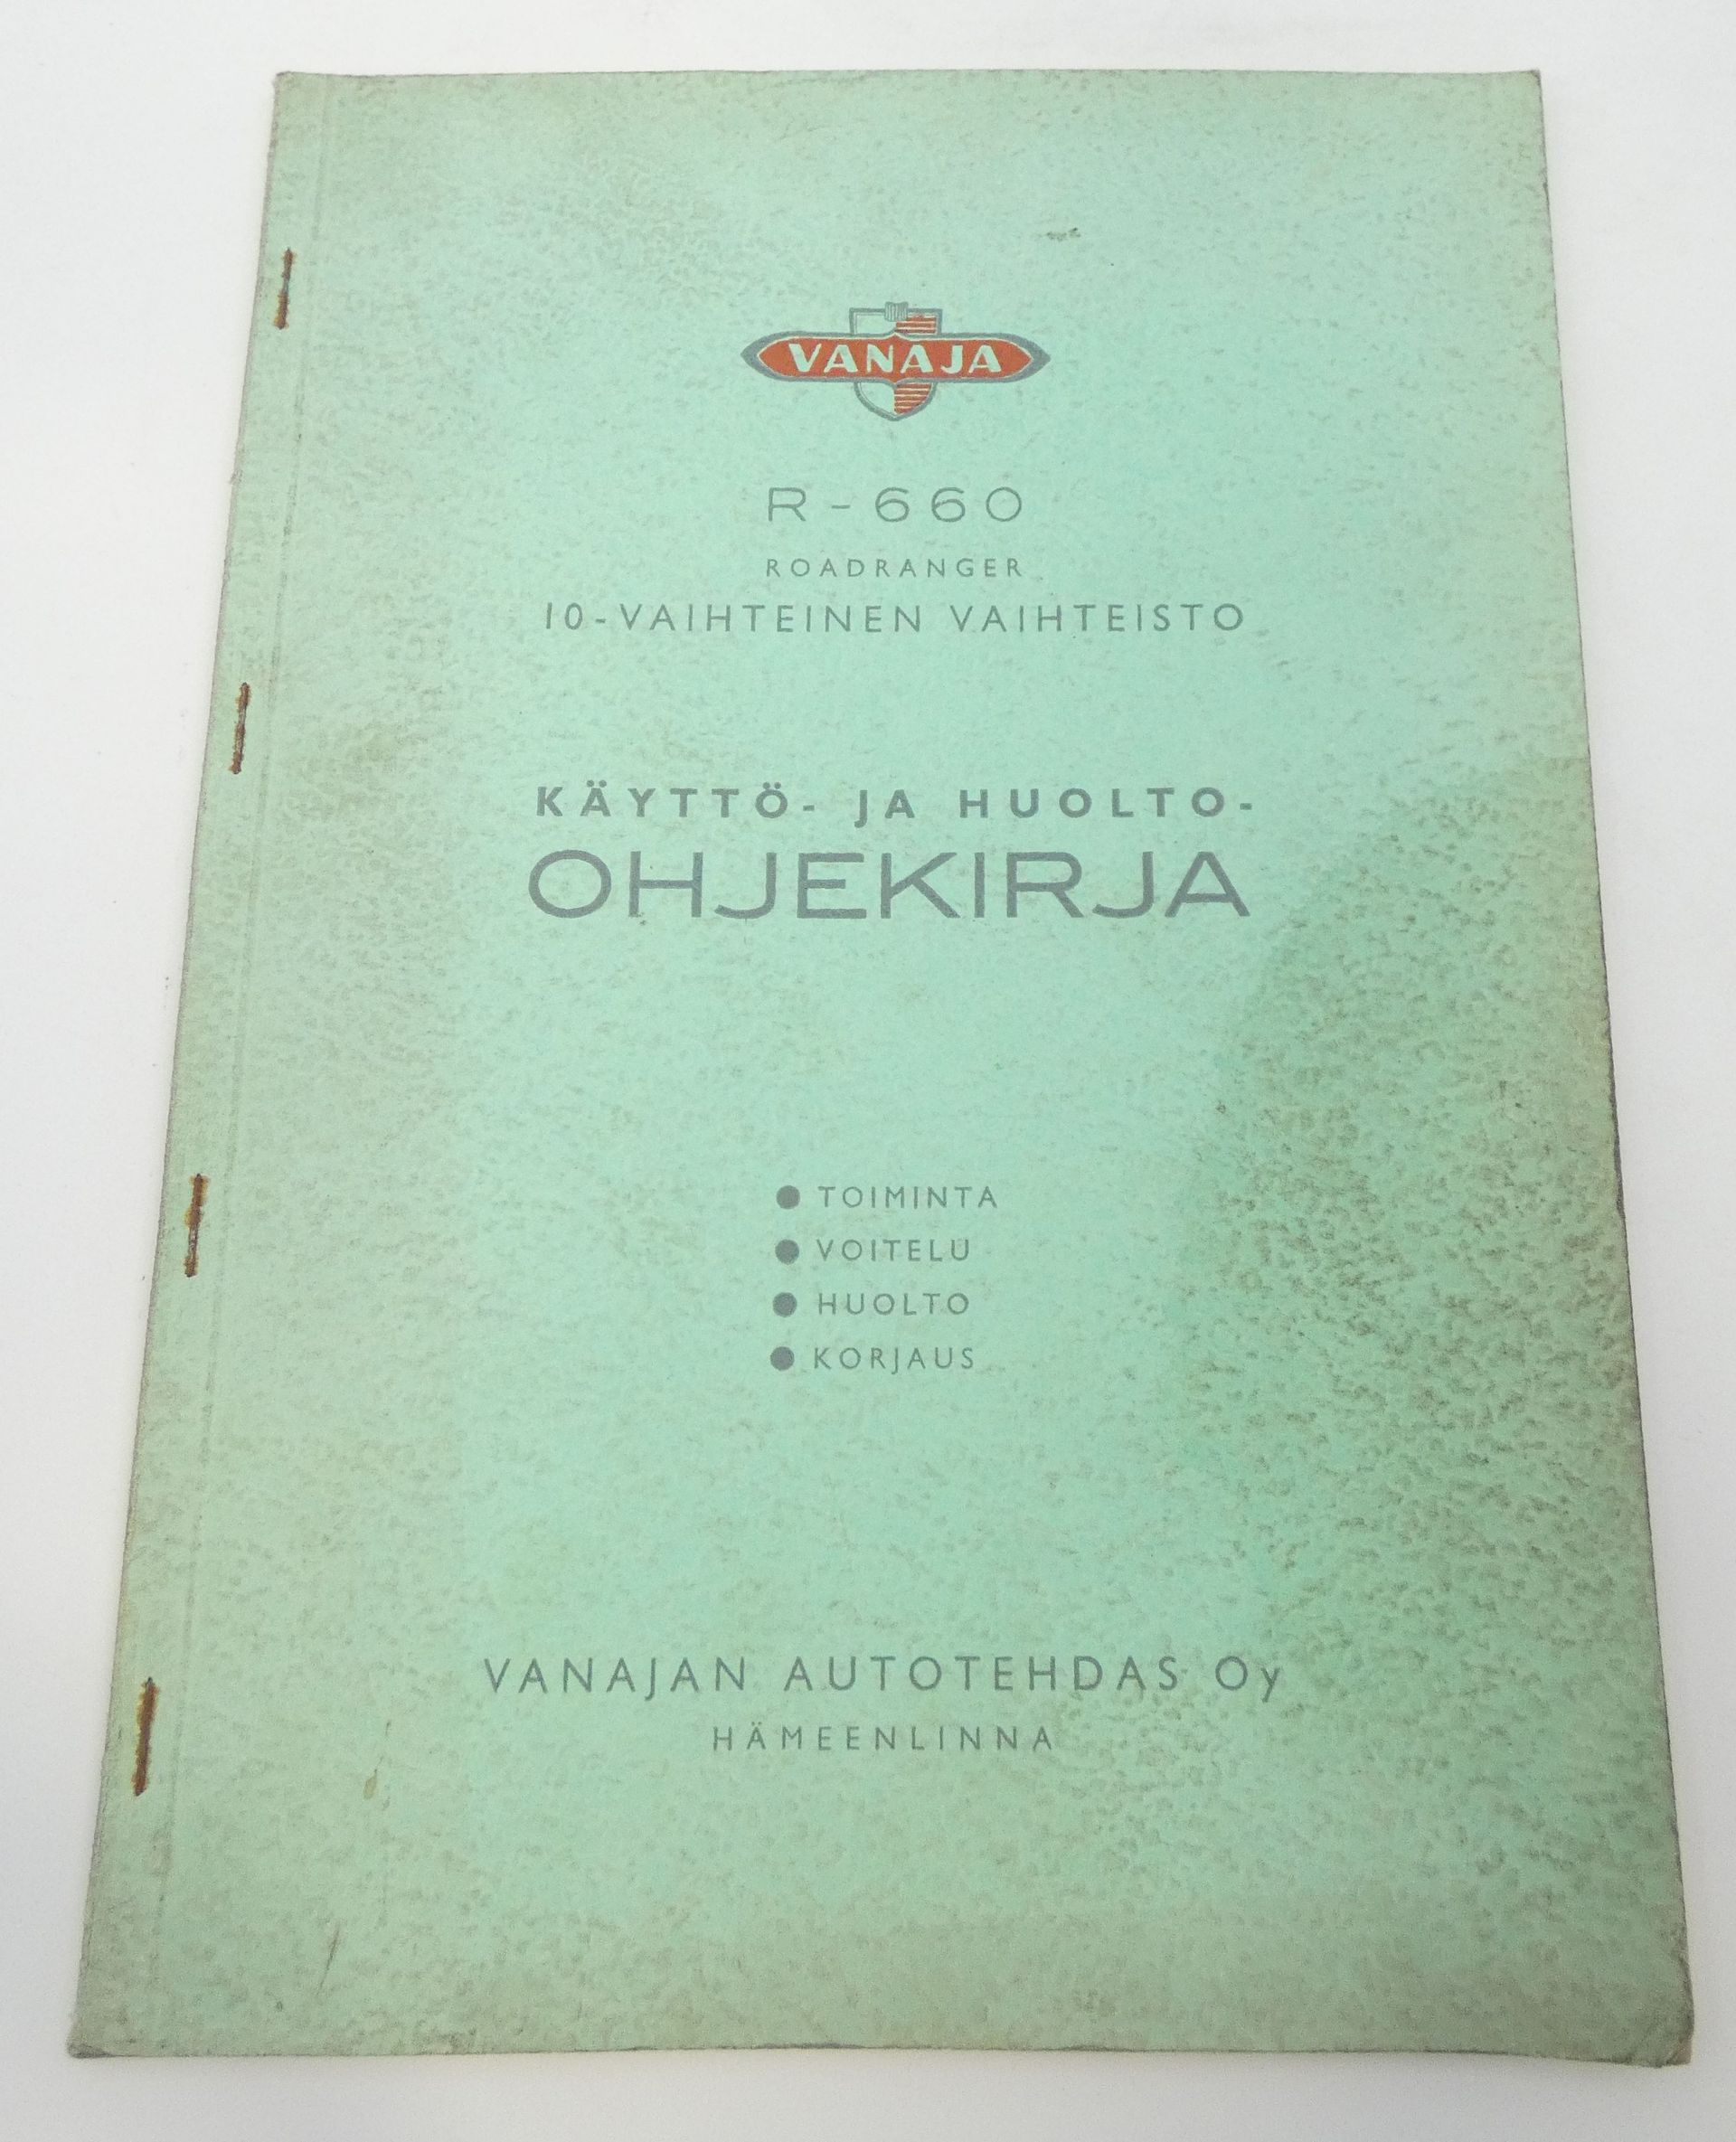 VANAJA
R-660
ROADRANGER
10-VAIHTEINEN VAIHTEISTO
KÄYTTÖ- JA HUOLTO-
OHJEKIRJA
● TOIMINTA
● VOITELU
● HUOLTO
● KORJAUS
VANAJAN AUTOTEHDAS Oy
HÄMEENLINNA